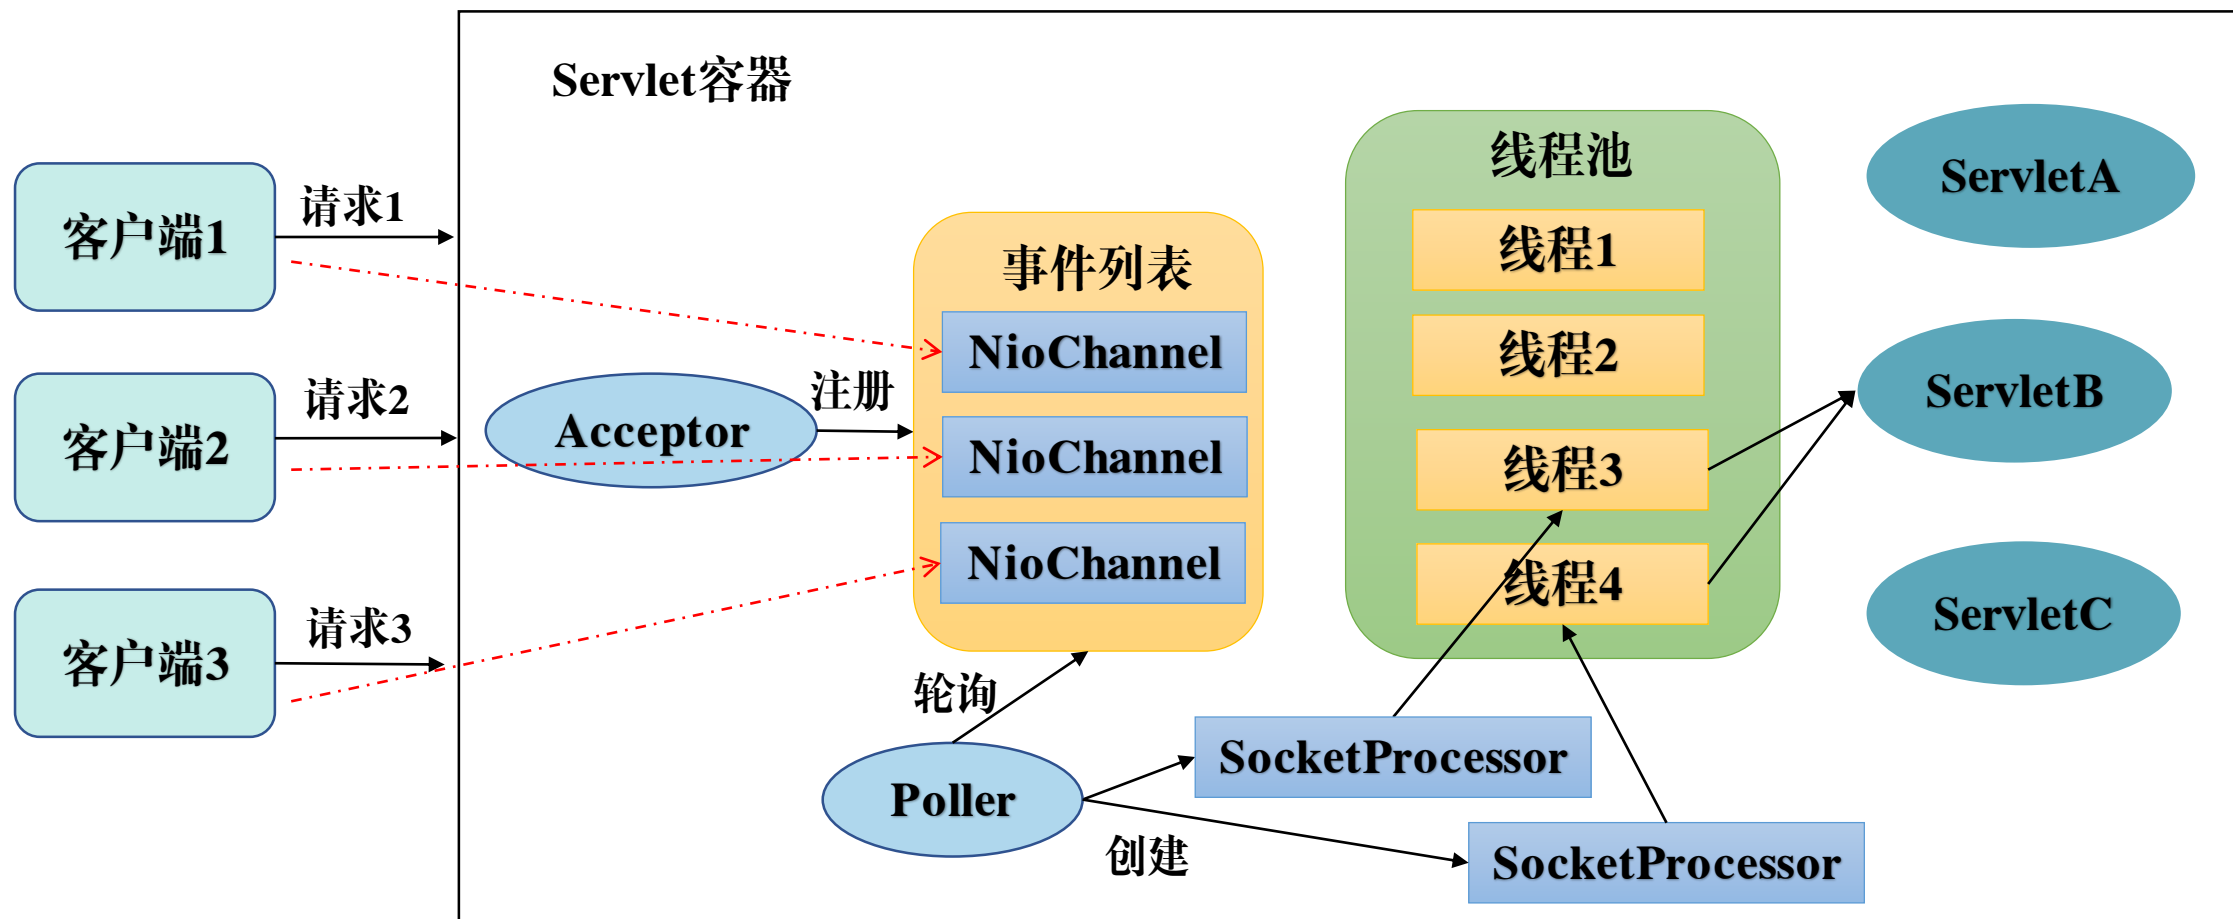 Servlet容器
客户端1
请求1
客户端2
请求2
客户端3
请求3
Acceptor
注册
事件列表
NioChannel
NioChannel
NioChannel
轮询
Poller
创建
SocketProcessor
SocketProcessor
线程池
线程1
线程2
线程3
线程4
ServletA
ServletB
ServletC